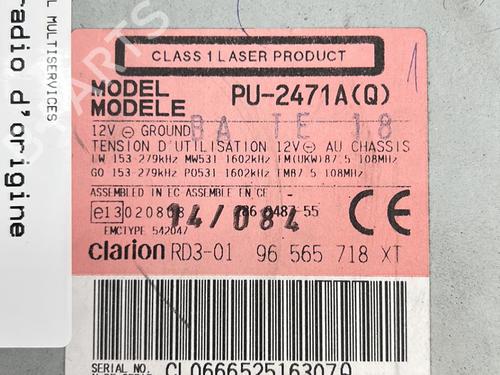 CLASS 1 LASER PRODUCT
1
MODEL
MODELE
PU-2471A(Q)
12V ⊖ GROUND
BA TE 18
TENSION D'UTILISATION 12V⊖ AU CHASSIS
LW 153-279kHz MW531 1602kHz FM(UKW)87.5 108MHz
GO 153-279kHz PO531 1602kHz FM87.5 108MHz
ASSEMBLED IN EC ASSEMBLE EN CE
e13
14/084
55
EMCTYPE 542047
CE
clarion RD3-01 96 565 718 XT
SERIAL NO. CL0666525163070
L MULTISERVICES
radio d'origine